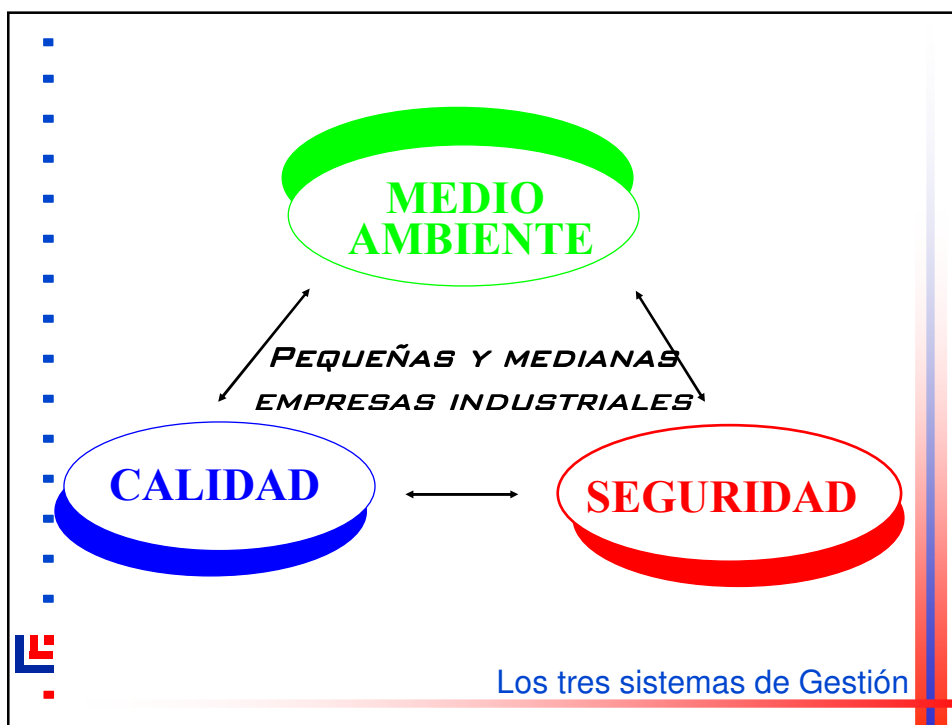 MEDIO
AMBIENTE
PEQUEÑAS Y MEDIANAS
EMPRESAS INDUSTRIALES
CALIDAD
SEGURIDAD
Los tres sistemas de Gestión